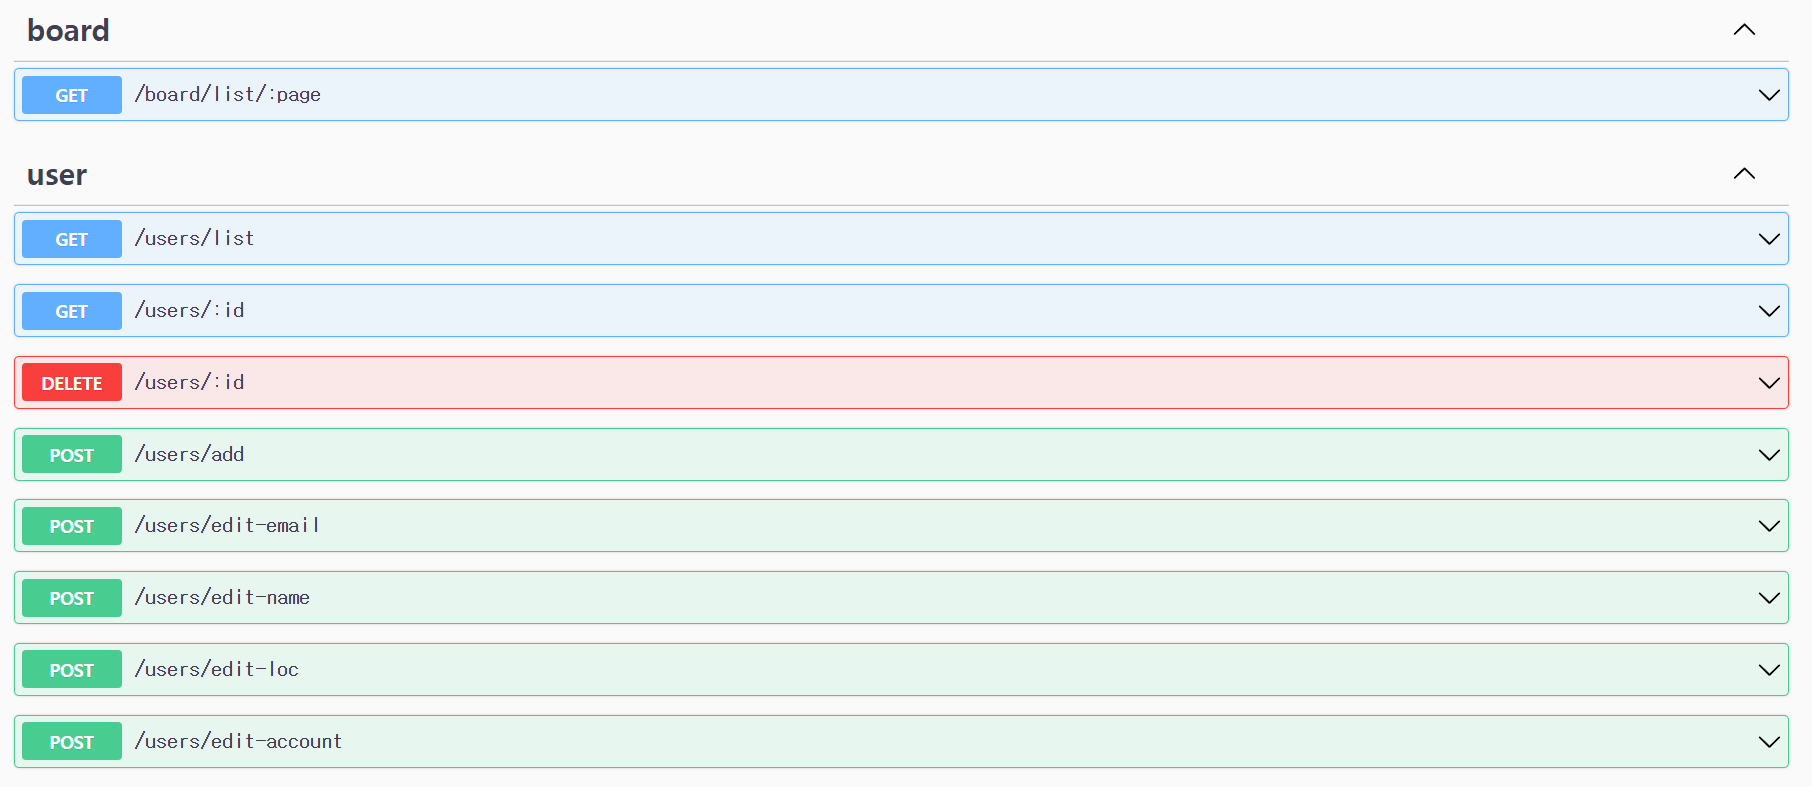 board
GET /board/list/:page
user
GET /users/list
GET /users/:id
DELETE /users/:id
POST /users/add
POST /users/edit-email
POST /users/edit-name
POST /users/edit-loc
POST /users/edit-account